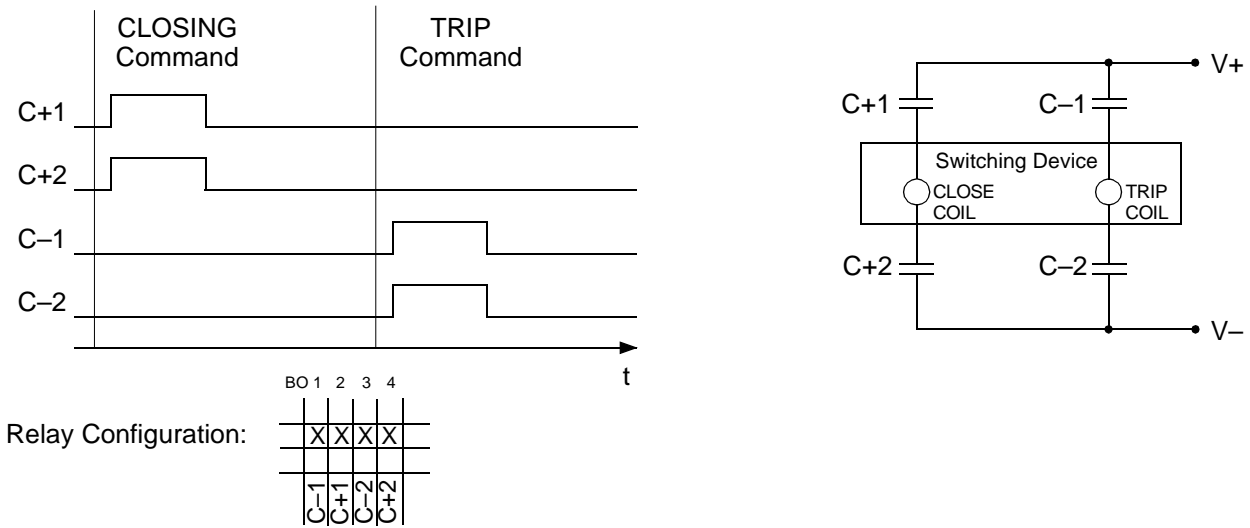 CLOSING
Command
TRIP
Command
C+1
C+2
C–1
C–2
t
BO 1 2 3 4
Relay Configuration:
X X X X
C–1
C+1
C–2
C+2
V+
C+1
C–1
Switching Device
CLOSE
COIL
TRIP
COIL
C+2
C–2
V–